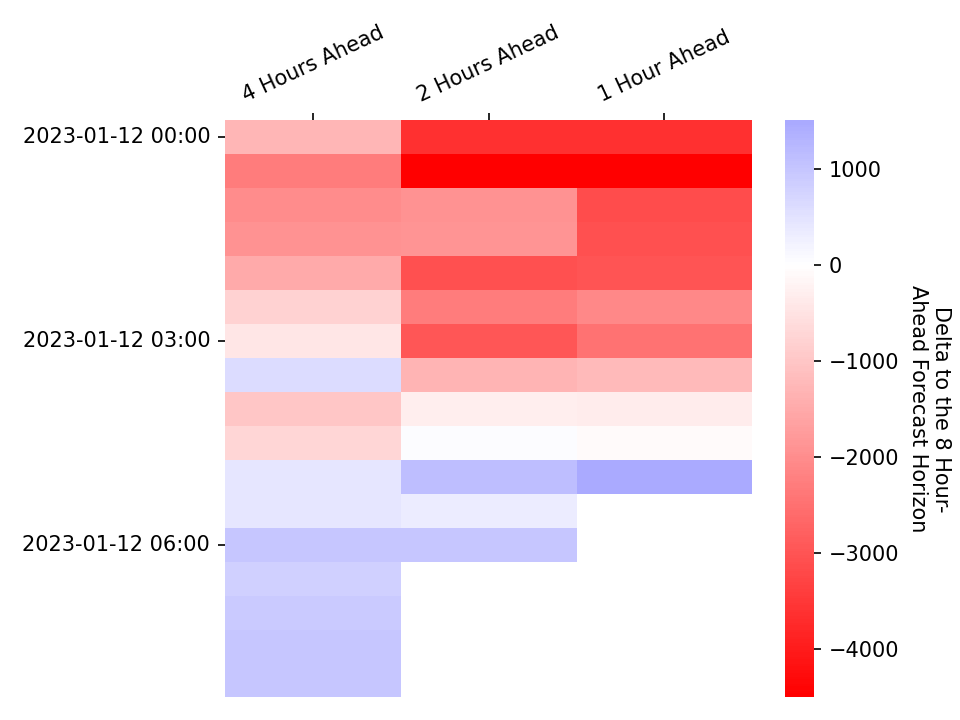 4 Hours Ahead
2 Hours Ahead
1 Hour Ahead
2023-01-12 00:00
2023-01-12 03:00
2023-01-12 06:00
1000
0
−1000
−2000
−3000
−4000
Delta to the 8 Hour-
Ahead Forecast Horizon